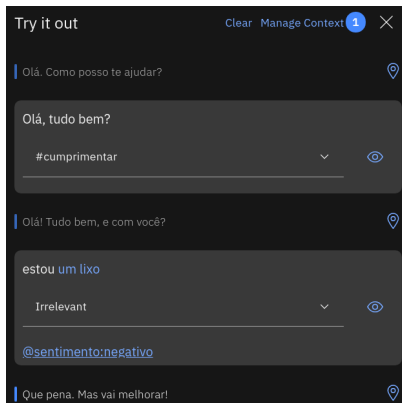 Try it out
Clear Manage Context 1
Olá. Como posso te ajudar?
Olá, tudo bem?
#cumprimentar
Olá! Tudo bem, e com você?
estou um lixo
Irrelevant
@sentimento:negativo
Que pena. Mas vai melhorar!